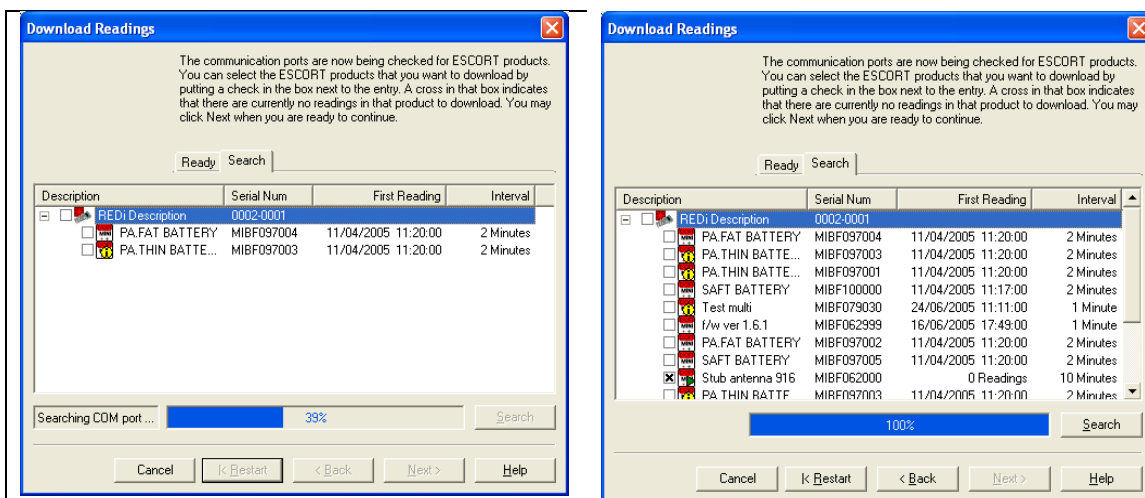 Download Readings
The communication ports are now being checked for ESCORT products.
You can select the ESCORT products that you want to download by
putting a check in the box next to the entry. A cross in that box indicates
that there are currently no readings in that product to download. You may
click Next when you are ready to continue.
Ready Search
Description Serial Num First Reading Interval
REDi Description 0002-0001
PA.FAT BATTERY MIBF097004 11/04/2005 11:20:00 2 Minutes
PA.THIN BATTE... MIBF097003 11/04/2005 11:20:00 2 Minutes
Searching COM port ... 39% Search
Cancel |< Restart < Back Next > Help
Download Readings
The communication ports are now being checked for ESCORT products.
You can select the ESCORT products that you want to download by
putting a check in the box next to the entry. A cross in that box indicates
that there are currently no readings in that product to download. You may
click Next when you are ready to continue.
Ready Search
Description Serial Num First Reading Interval
REDi Description 0002-0001
PA.FAT BATTERY MIBF097004 11/04/2005 11:20:00 2 Minutes
PA.THIN BATTE... MIBF097003 11/04/2005 11:20:00 2 Minutes
PA.THIN BATTE... MIBF097001 11/04/2005 11:20:00 2 Minutes
SAFT BATTERY MIBF100000 11/04/2005 11:17:00 2 Minutes
Test multi MIBF079030 24/06/2005 11:11:00 1 Minute
f/w ver 1.6.1 MIBF062999 16/06/2005 17:49:00 1 Minute
PA.FAT BATTERY MIBF097002 11/04/2005 11:20:00 2 Minutes
SAFT BATTERY MIBF097005 11/04/2005 11:20:00 2 Minutes
Stub antenna 916 MIBF062000 0 Readings 10 Minutes
PA THIN BATTE MIBF097003 11/04/2005 11:20:00 2 Minutes
100% Search
Cancel |< Restart < Back Next > Help